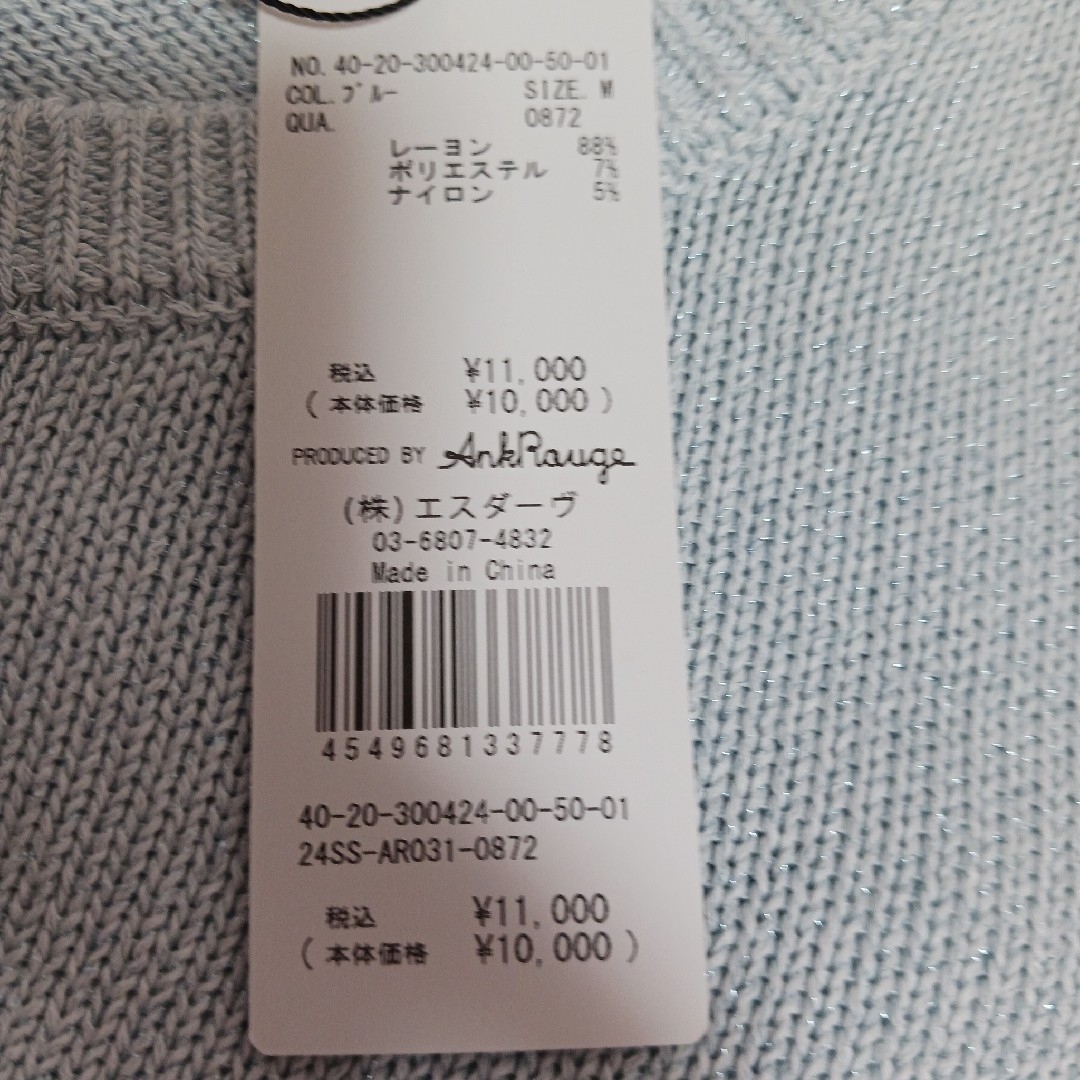 NO. 40-20-300424-00-50-01
COL. ブルー SIZE. M
QUA. 0872
レーヨン 88%
ポリエステル 7%
ナイロン 5%
税込 ¥11,000
(本体価格 ¥10,000)
PRODUCED BY AnkRouge
(株)エスダーヴ
03-6807-4832
Made in China
4549681337778
40-20-300424-00-50-01
24SS-AR031-0872
税込 ¥11,000
(本体価格 ¥10,000)